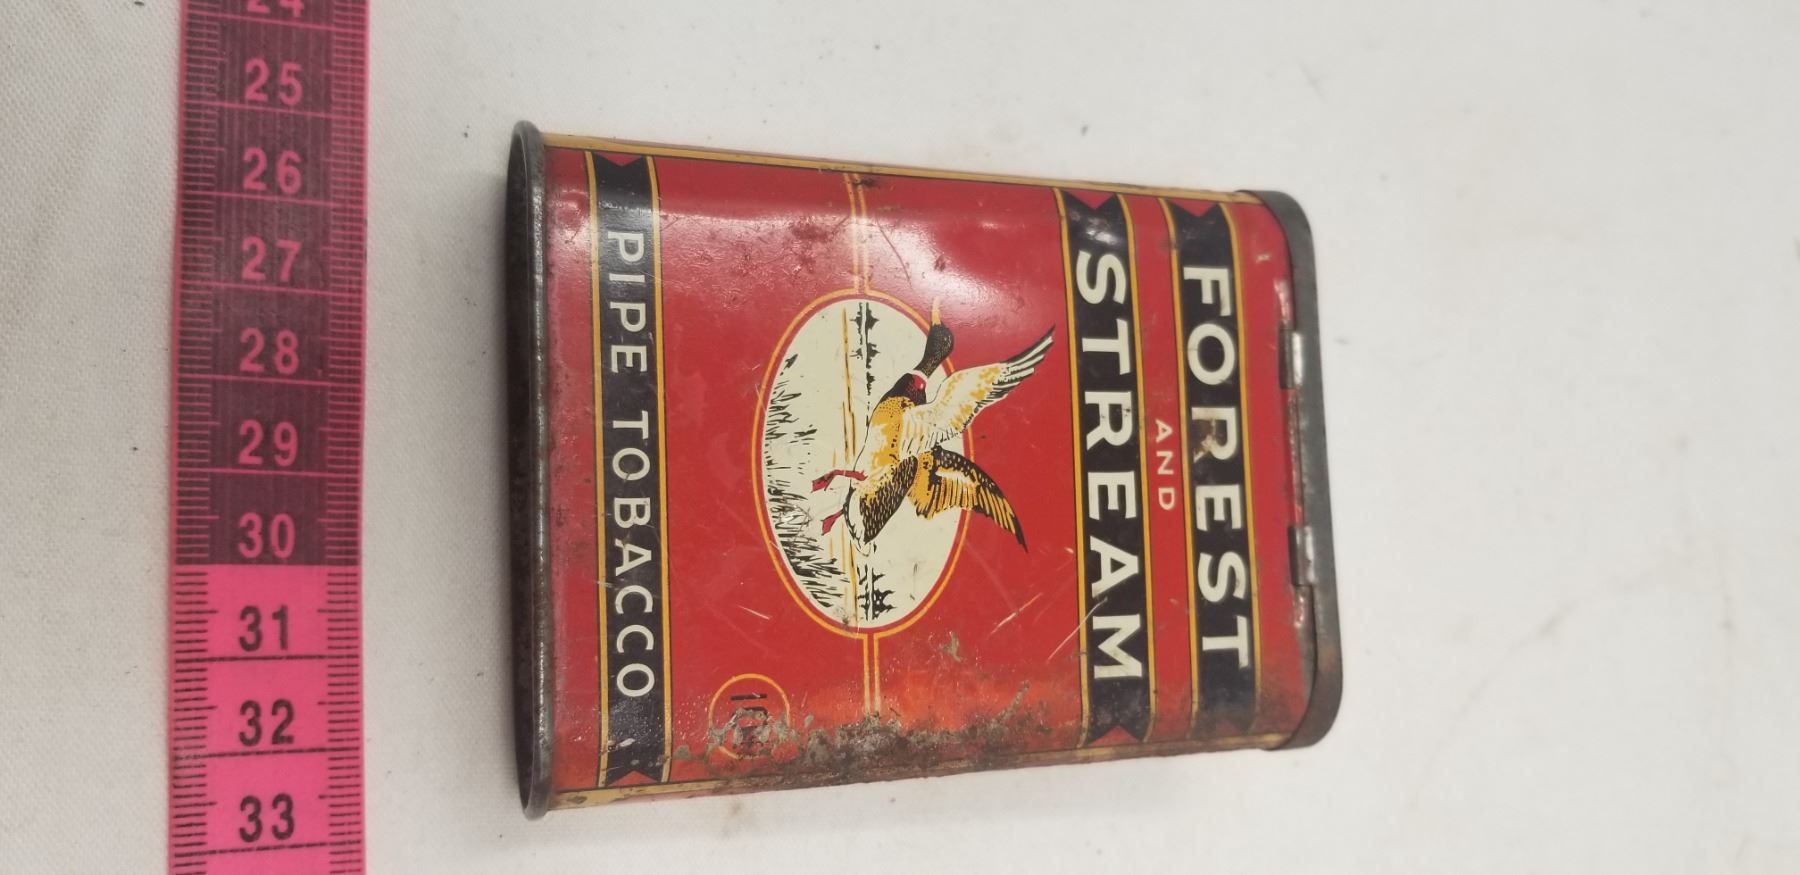 FOREST
AND
STREAM
PIPE TOBACCO
24
25
26
27
28
29
30
31
32
33